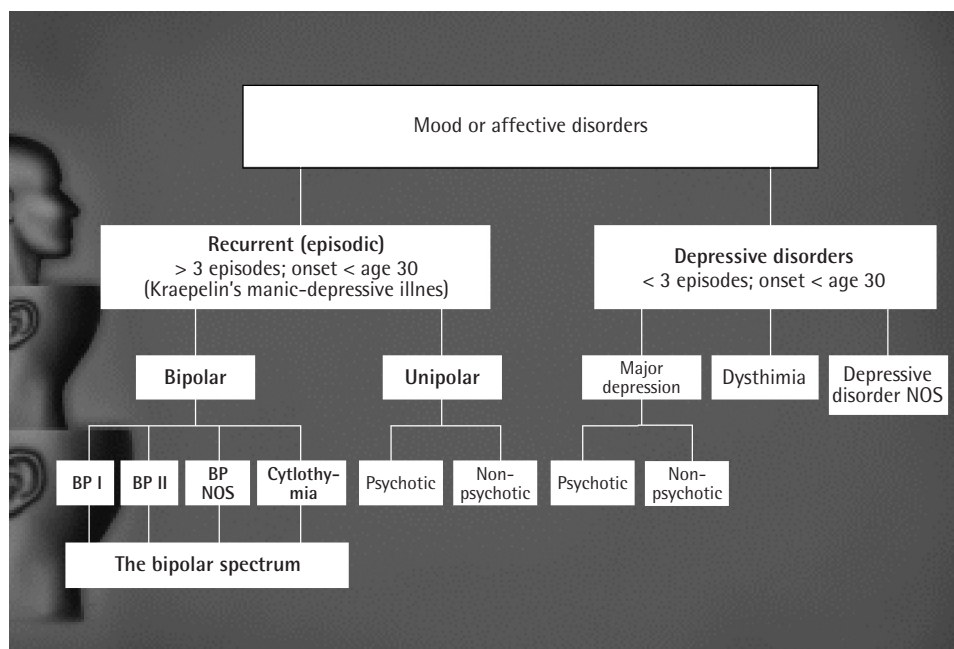 Mood or affective disorders
Recurrent (episodic)
> 3 episodes; onset < age 30
(Kraepelin's manic-depressive illnes)
Depressive disorders
< 3 episodes; onset < age 30
Bipolar
Unipolar
Major
depression
Dysthimia
Depressive
disorder NOS
BP I
BP II
BP
NOS
Cytlothy-
mia
Psychotic
Non-
psychotic
Psychotic
Non-
psychotic
The bipolar spectrum